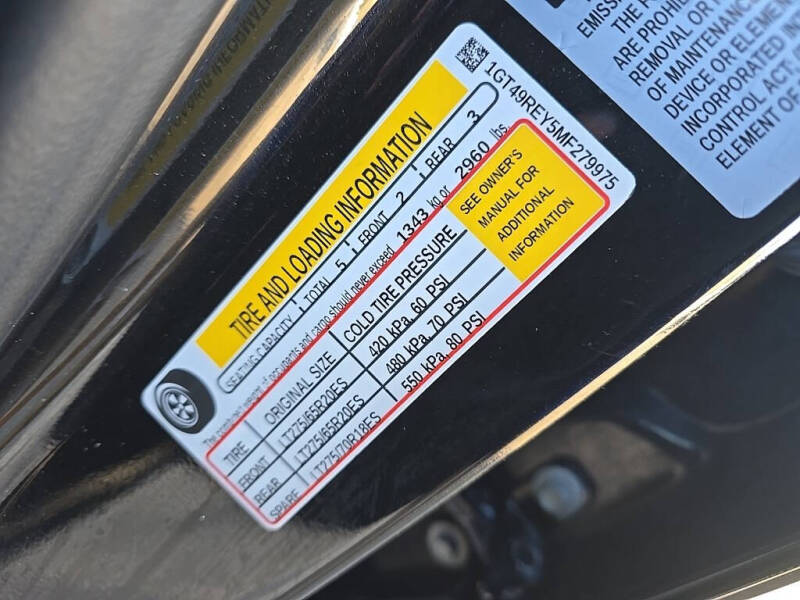 1GT49REY5MF279975
TIRE AND LOADING INFORMATION
SEATING CAPACITY TOTAL 5 FRONT 2 REAR 3
The combined weight of occupants and cargo should never exceed 1343 kg or 2960 lbs.
TIRE ORIGINAL SIZE COLD TIRE PRESSURE
FRONT LT275/65R20ES 420 kPa, 60 PSI
REAR LT275/65R20ES 480 kPa, 70 PSI
SPARE LT275/70R18ES 550 kPa, 80 PSI
SEE OWNER'S
MANUAL FOR
ADDITIONAL
INFORMATION
EMISS
THE F
ARE PROHI
REMOVAL OR
OF MAINTENANC
DEVICE OR ELEMEN
INCORPORATED INT
CONTROL ACT,
ELEMENT OF